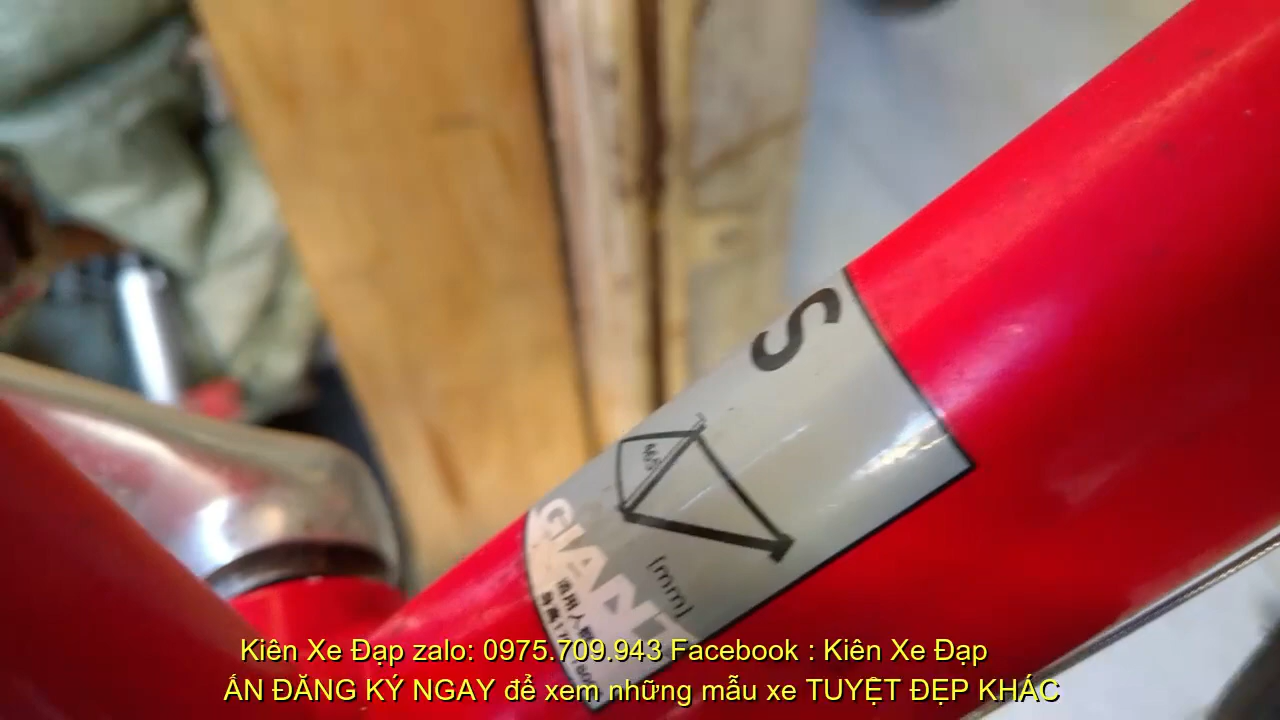 S
465
[mm]
GIANT
Kiên Xe Đạp zalo: 0975.709.943 Facebook : Kiên Xe Đạp
ẤN ĐĂNG KÝ NGAY để xem những mẫu xe TUYỆT ĐẸP KHÁC